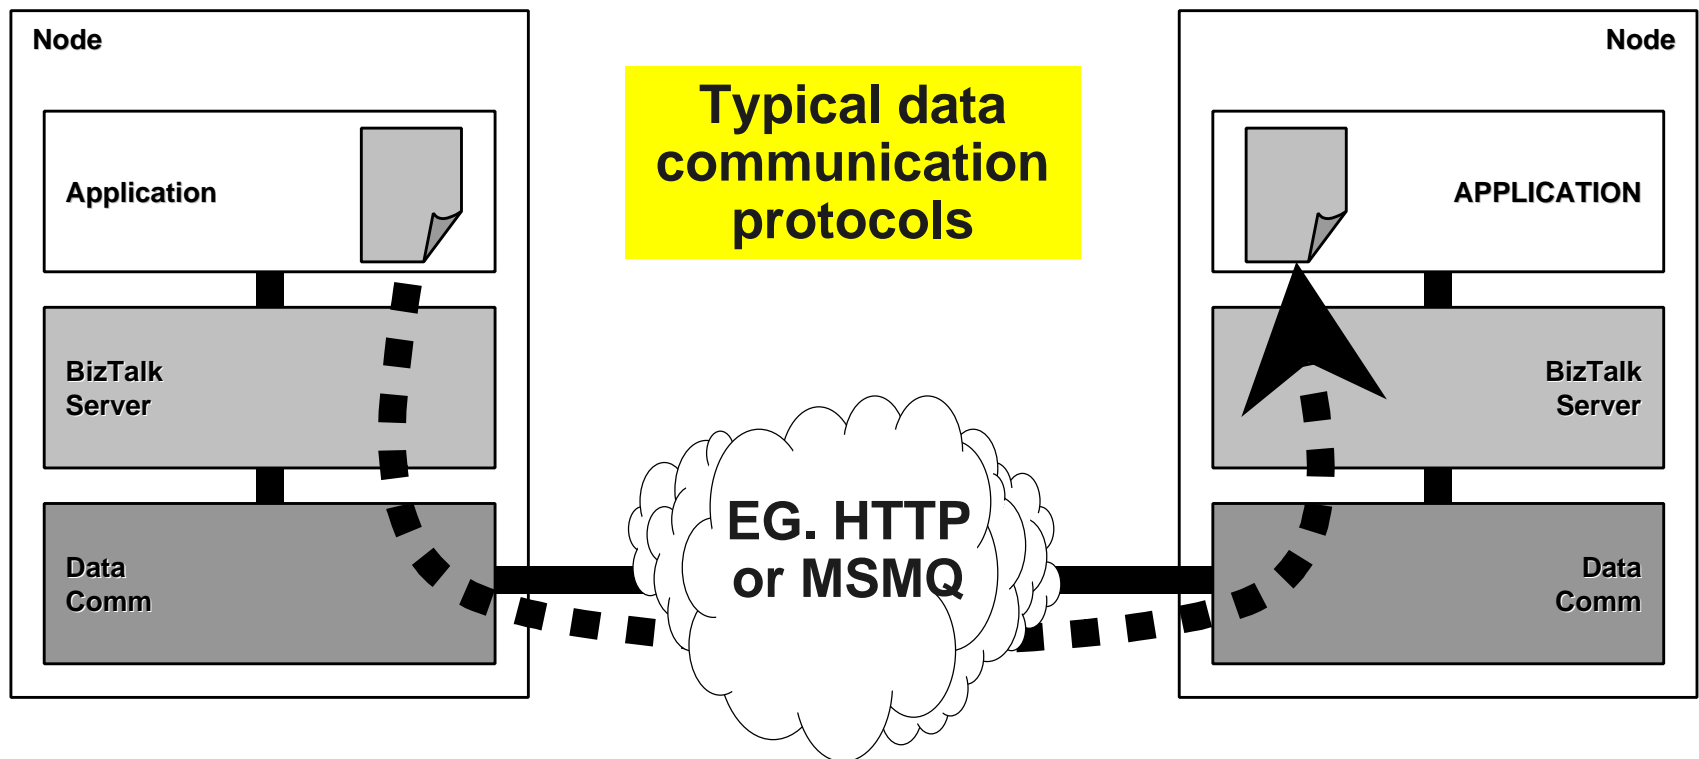 Node
Application
BizTalk
Server
Data
Comm
Typical data
communication
protocols
EG. HTTP
or MSMQ
Node
APPLICATION
BizTalk
Server
Data
Comm